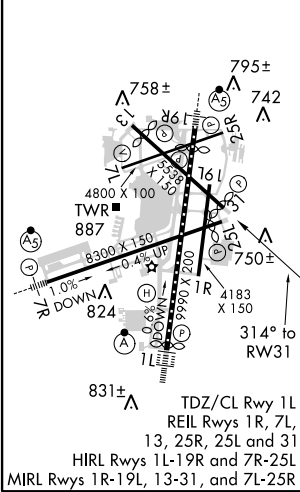 795±
A5
758±
742
13
19R
25R
P
P
V
7L
5538 X 150
P
19L
4800 X 100
TWR
887
P
31
25L
A5
P
8300 X 150
1.0% UP
0.4% UP
7R
DOWN
824
H
A
0.6%
DOWN
9990 X 200
1R
750±
4183
X 150
P
1L
314° to
RW31
831±
TDZ/CL Rwy 1L
REIL Rwys 1R, 7L,
13, 25R, 25L and 31
HIRL Rwys 1L-19R and 7R-25L
MIRL Rwys 1R-19L, 13-31, and 7L-25R